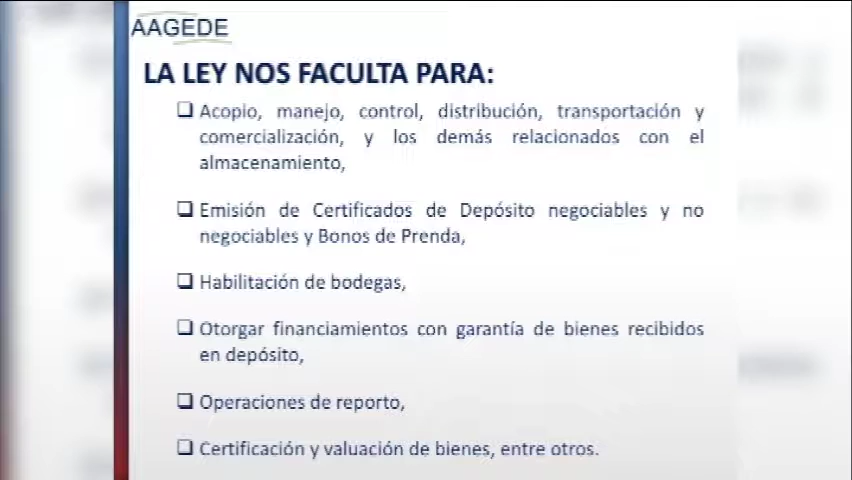 AAGEDE
LA LEY NOS FACULTA PARA:
Acopio, manejo, control, distribución, transportación y
comercialización, y los demás relacionados con el
almacenamiento,
Emisión de Certificados de Depósito negociables y no
negociables y Bonos de Prenda,
Habilitación de bodegas,
Otorgar financiamientos con garantía de bienes recibidos
en depósito,
Operaciones de reporto,
Certificación y valuación de bienes, entre otros.